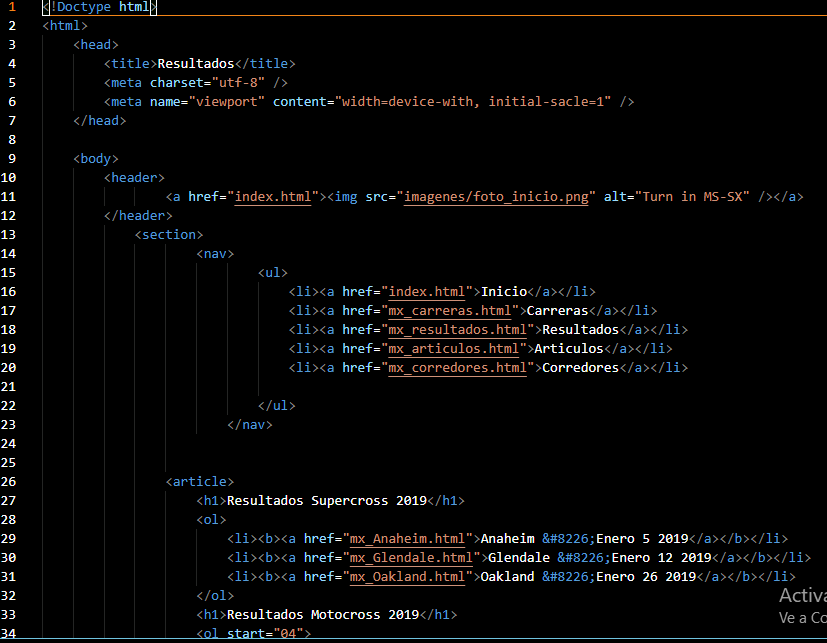 1 <!Doctype html>
2 <html>
3 <head>
4 <title>Resultados</title>
5 <meta charset="utf-8" />
6 <meta name="viewport" content="width=device-with, initial-sacle=1" />
7 </head>
8
9 <body>
10 <header>
11 <a href="index.html"><img src="imagenes/foto_inicio.png" alt="Turn in MS-SX" /></a>
12 </header>
13 <section>
14 <nav>
15 <ul>
16 <li><a href="index.html">Inicio</a></li>
17 <li><a href="mx_carreras.html">Carreras</a></li>
18 <li><a href="mx_resultados.html">Resultados</a></li>
19 <li><a href="mx_articulos.html">Articulos</a></li>
20 <li><a href="mx_corredores.html">Corredores</a></li>
21
22 </ul>
23 </nav>
24
25
26 <article>
27 <h1>Resultados Supercross 2019</h1>
28 <ol>
29 <li><b><a href="mx_Anaheim.html">Anaheim &#8226;Enero 5 2019</a></b></li>
30 <li><b><a href="mx_Glendale.html">Glendale &#8226;Enero 12 2019</a></b></li>
31 <li><b><a href="mx_Oakland.html">Oakland &#8226;Enero 26 2019</a></b></li>
32 </ol>
33 <h1>Resultados Motocross 2019</h1>
34 <ol start="04">
Activa
Ve a Co